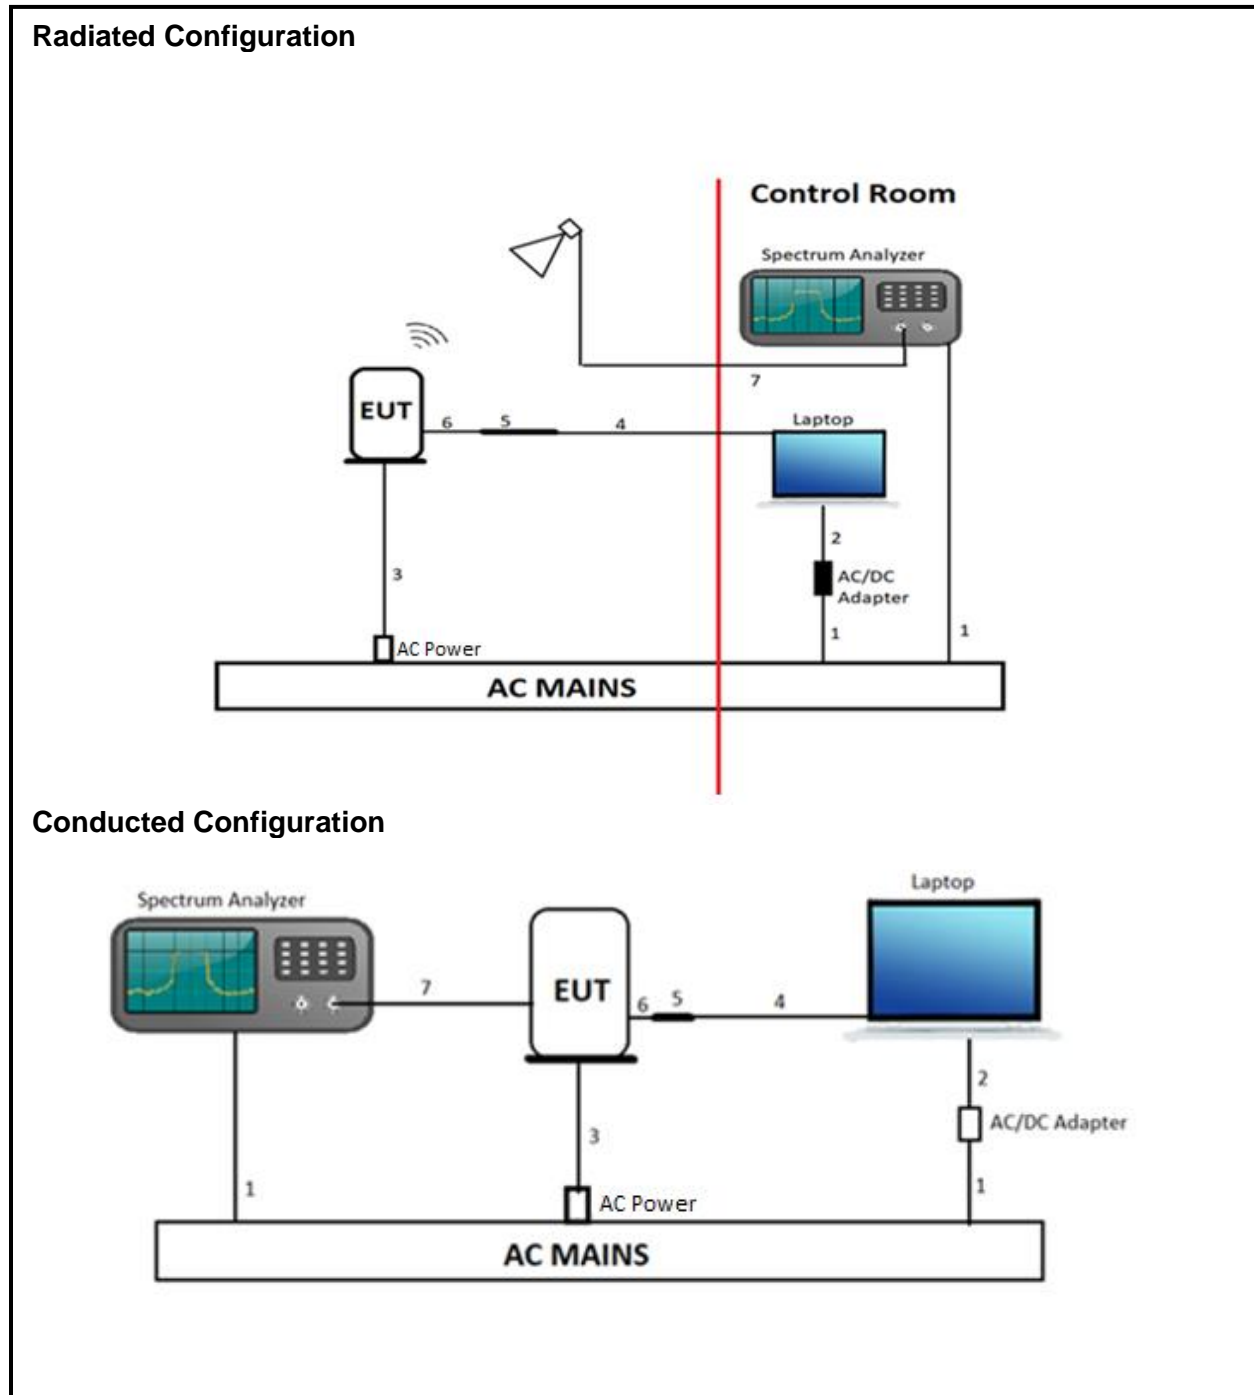 Radiated Configuration
Control Room
Spectrum Analyzer
7
EUT
6
5
4
Laptop
2
3
AC/DC
Adapter
1
1
AC Power
AC MAINS
Conducted Configuration
Laptop
Spectrum Analyzer
7
EUT
6
5
4
2
3
AC/DC Adapter
1
1
AC Power
AC MAINS